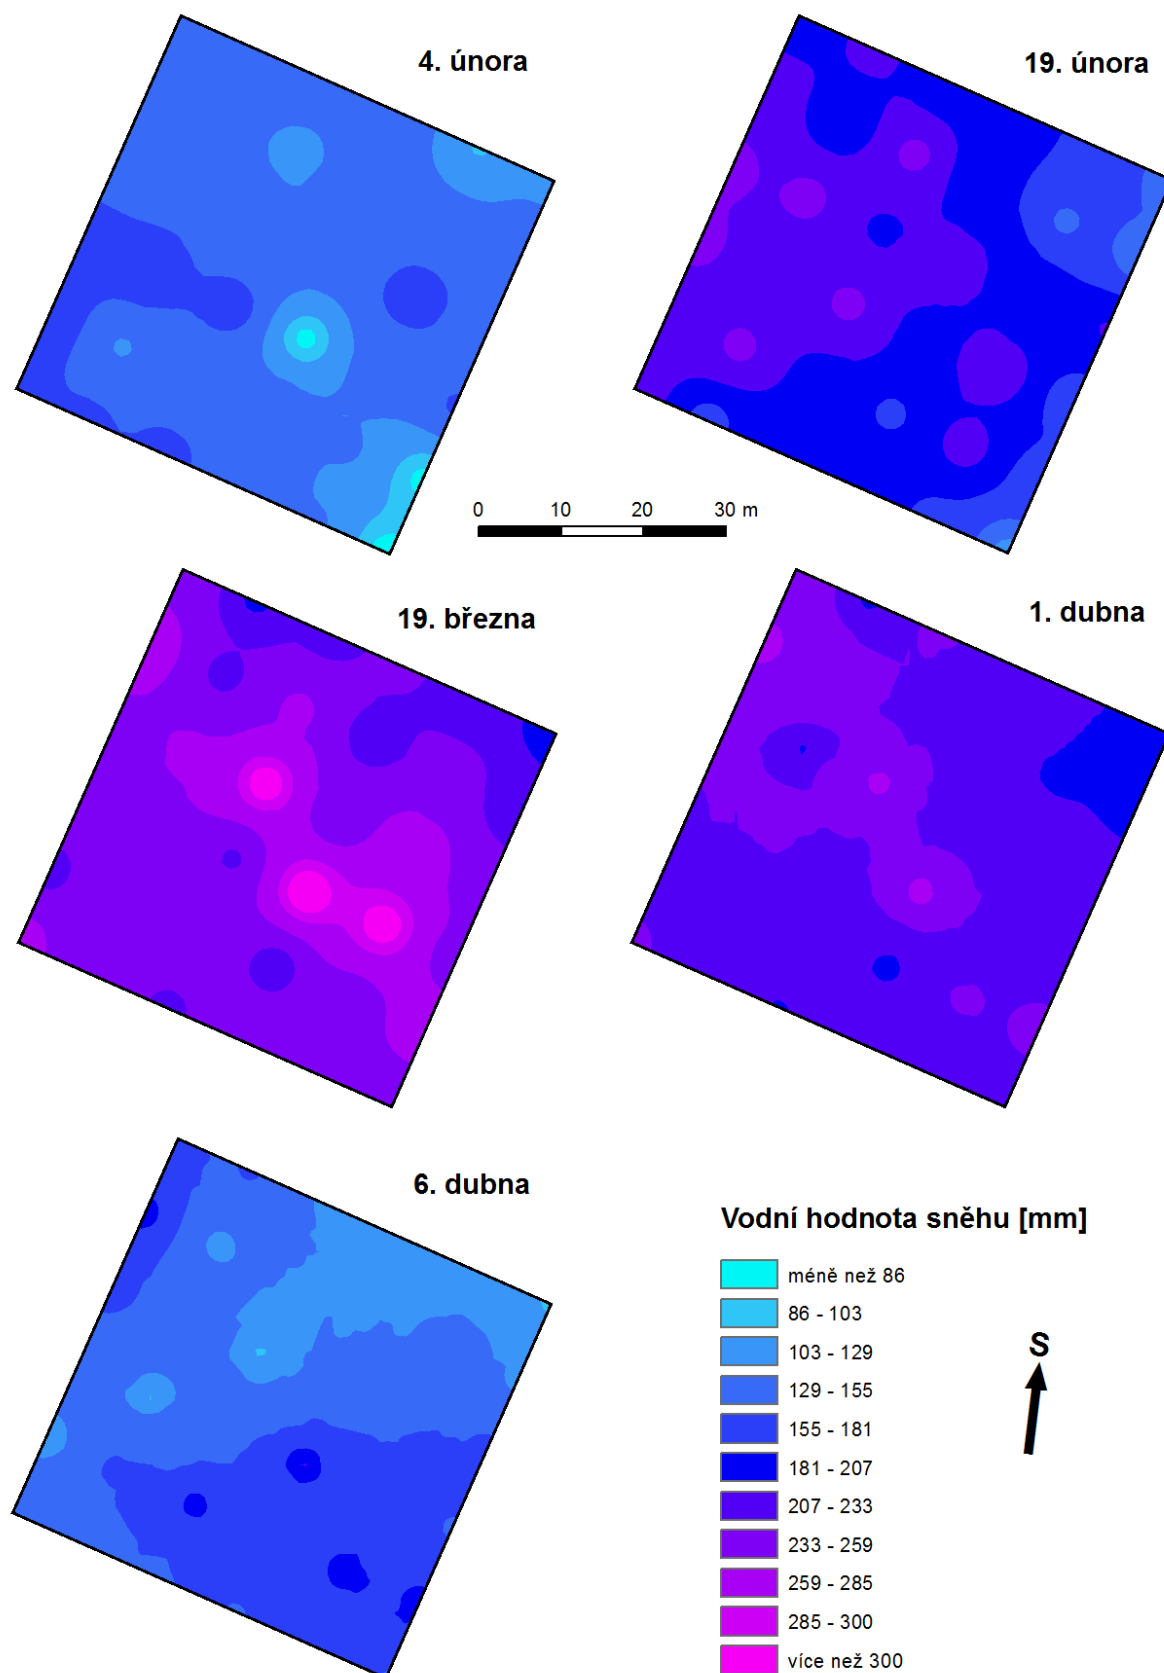 4. února
19. února
0 10 20 30 m
19. března
1. dubna
6. dubna
Vodní hodnota sněhu [mm]
méně než 86
86 - 103
103 - 129
129 - 155
155 - 181
181 - 207
207 - 233
233 - 259
259 - 285
285 - 300
více než 300
S